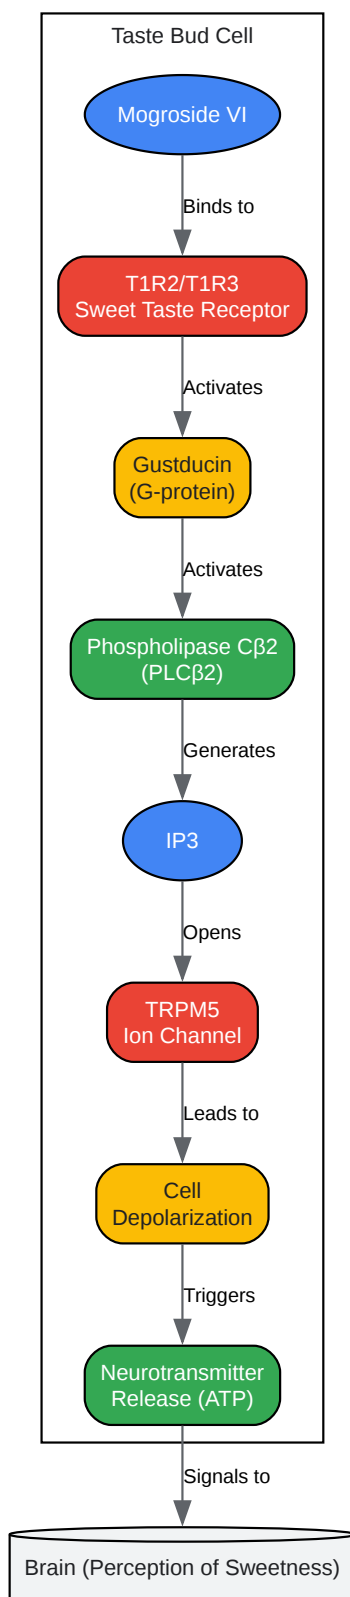 Taste Bud Cell
Mogroside VI
Binds to
T1R2/T1R3
Sweet Taste Receptor
Activates
Gustducin
(G-protein)
Activates
Phospholipase Cβ2
(PLCβ2)
Generates
IP3
Opens
TRPM5
Ion Channel
Leads to
Cell
Depolarization
Triggers
Neurotransmitter
Release (ATP)
Signals to
Brain (Perception of Sweetness)